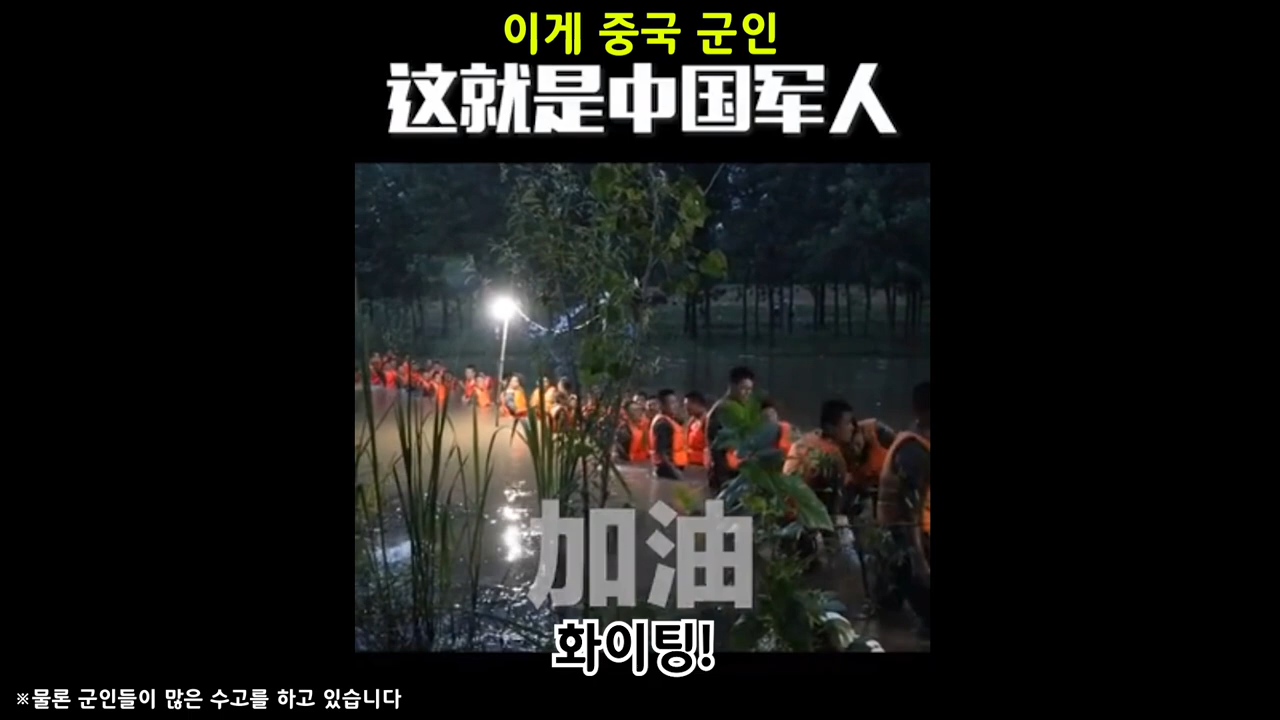 이게 중국 군인
这就是中国军人
加油
화이팅!
※물론 군인들이 많은 수고를 하고 있습니다